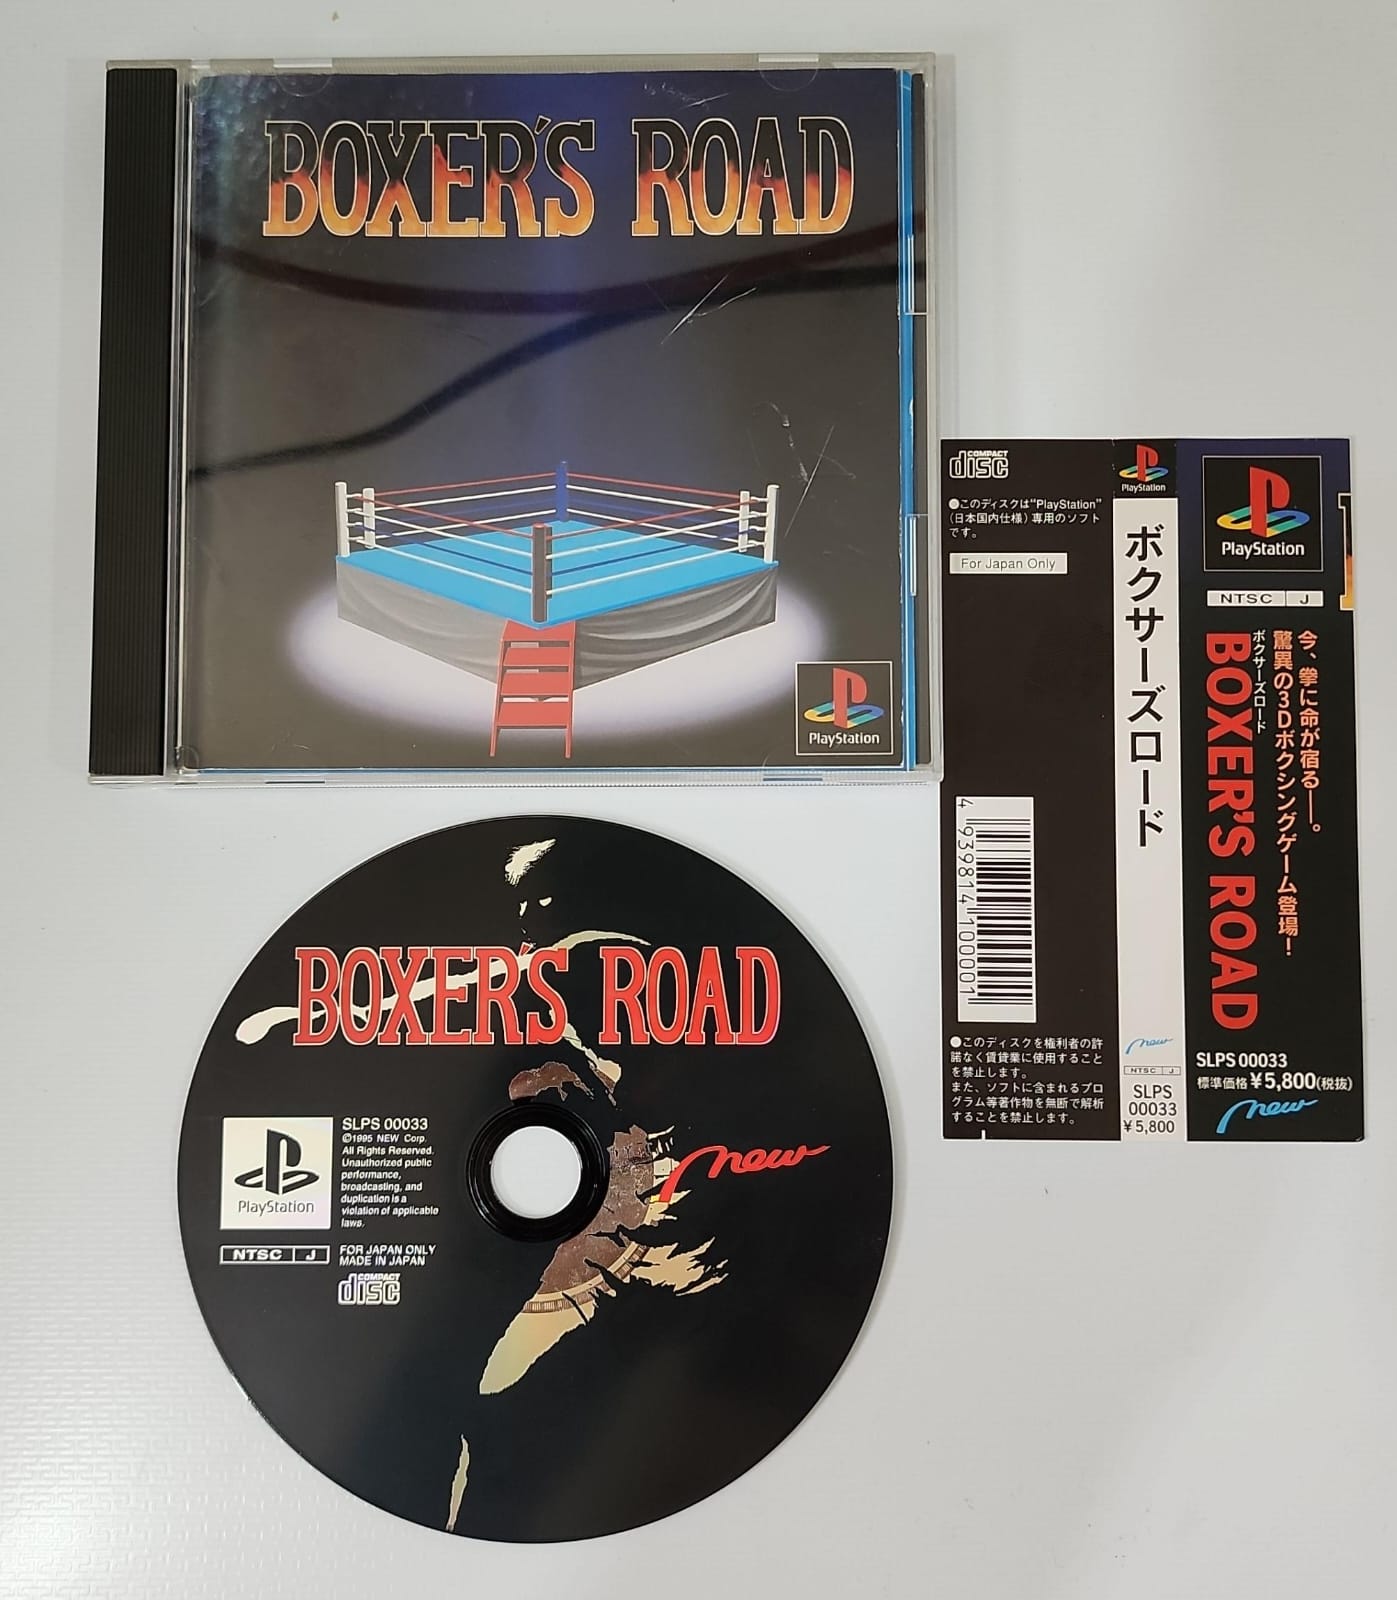 BOXER'S ROAD
PlayStation
COMPACT
disc
●このディスクは"PlayStation"
(日本国内仕様)専用のソフト
です。
For Japan Only
4 939814 100001
●このディスクを権利者の許
諾なく賃貸業に使用すること
を禁止します。
また、ソフトに含まれるプロ
グラム等著作物を無断で解析
することを禁止します。
PlayStation
ボクサーズロード
new
NTSC J
SLPS
00033
¥5,800
PlayStation
NTSC J
今、拳に命が宿る——。
驚異の3Dボクシングゲーム登場!
ボクサーズロード
BOXER'S ROAD
SLPS 00033
標準価格¥5,800(税抜)
new
BOXER'S ROAD
new
PlayStation
SLPS 00033
©1995 NEW Corp.
All Rights Reserved.
Unauthorized public
performance,
broadcasting, and
duplication is a
violation of applicable
laws.
NTSC J
FOR JAPAN ONLY
MADE IN JAPAN
COMPACT
disc